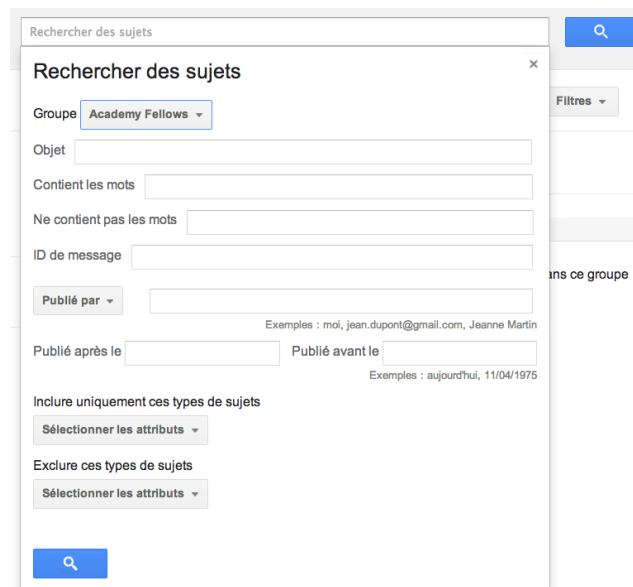 Rechercher des sujets
Rechercher des sujets
×
Groupe Academy Fellows
Filtres
Objet
Contient les mots
Ne contient pas les mots
ID de message
ans ce groupe
Publié par
Exemples : moi, jean.dupont@gmail.com, Jeanne Martin
Publié après le Publié avant le
Exemples : aujourd'hui, 11/04/1975
Inclure uniquement ces types de sujets
Sélectionner les attributs
Exclure ces types de sujets
Sélectionner les attributs